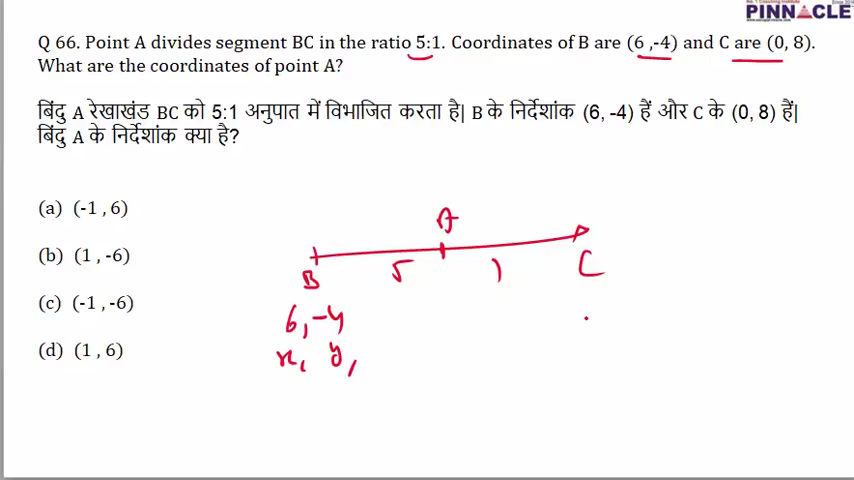 PINNACLE
Q 66. Point A divides segment BC in the ratio 5:1. Coordinates of B are (6 ,-4) and C are (0, 8).
What are the coordinates of point A?
बिंदु A रेखाखंड BC को 5:1 अनुपात में विभाजित करता है| B के निर्देशांक (6, -4) हैं और C के (0, 8) हैं|
बिंदु A के निर्देशांक क्या है?
(a) (-1 , 6)
(b) (1 , -6)
(c) (-1 , -6)
(d) (1 , 6)
A
B 5 1 C
6, -4
x, y,